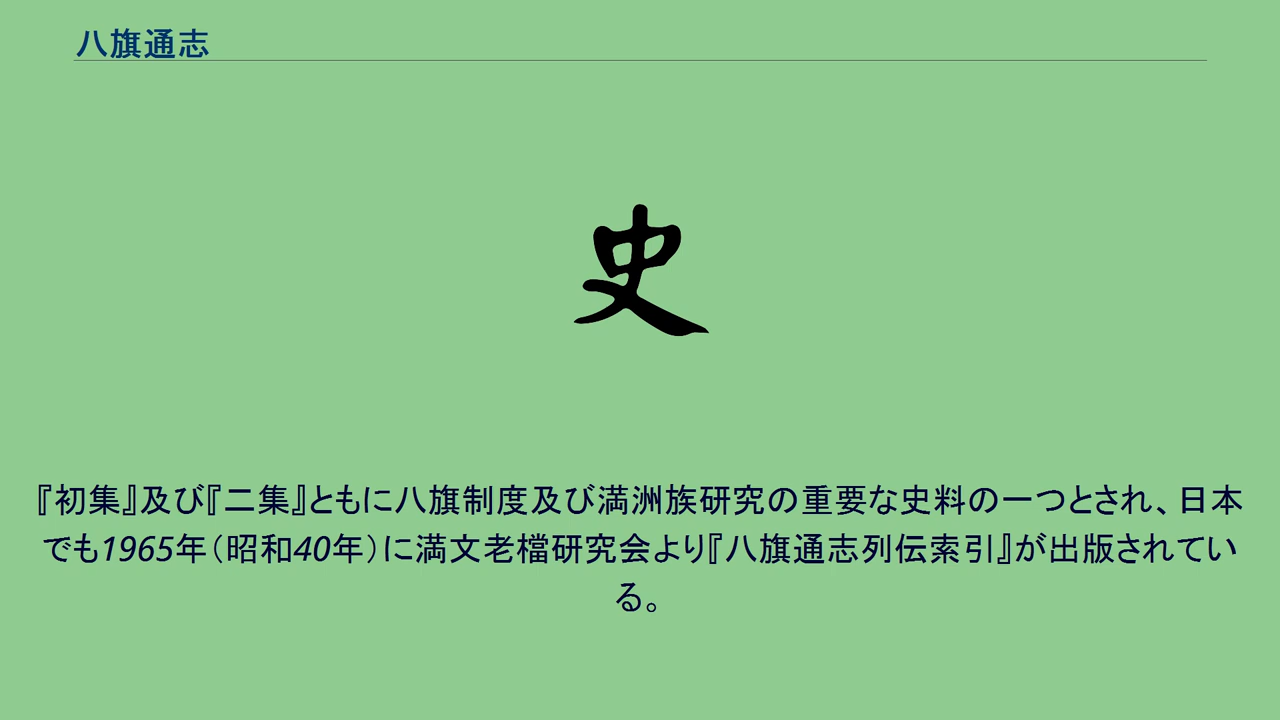 八旗通志
史
『初集』及び『二集』ともに八旗制度及び満洲族研究の重要な史料の一つとされ、日本
でも1965年（昭和40年）に満文老檔研究会より『八旗通志列伝索引』が出版されてい
る。